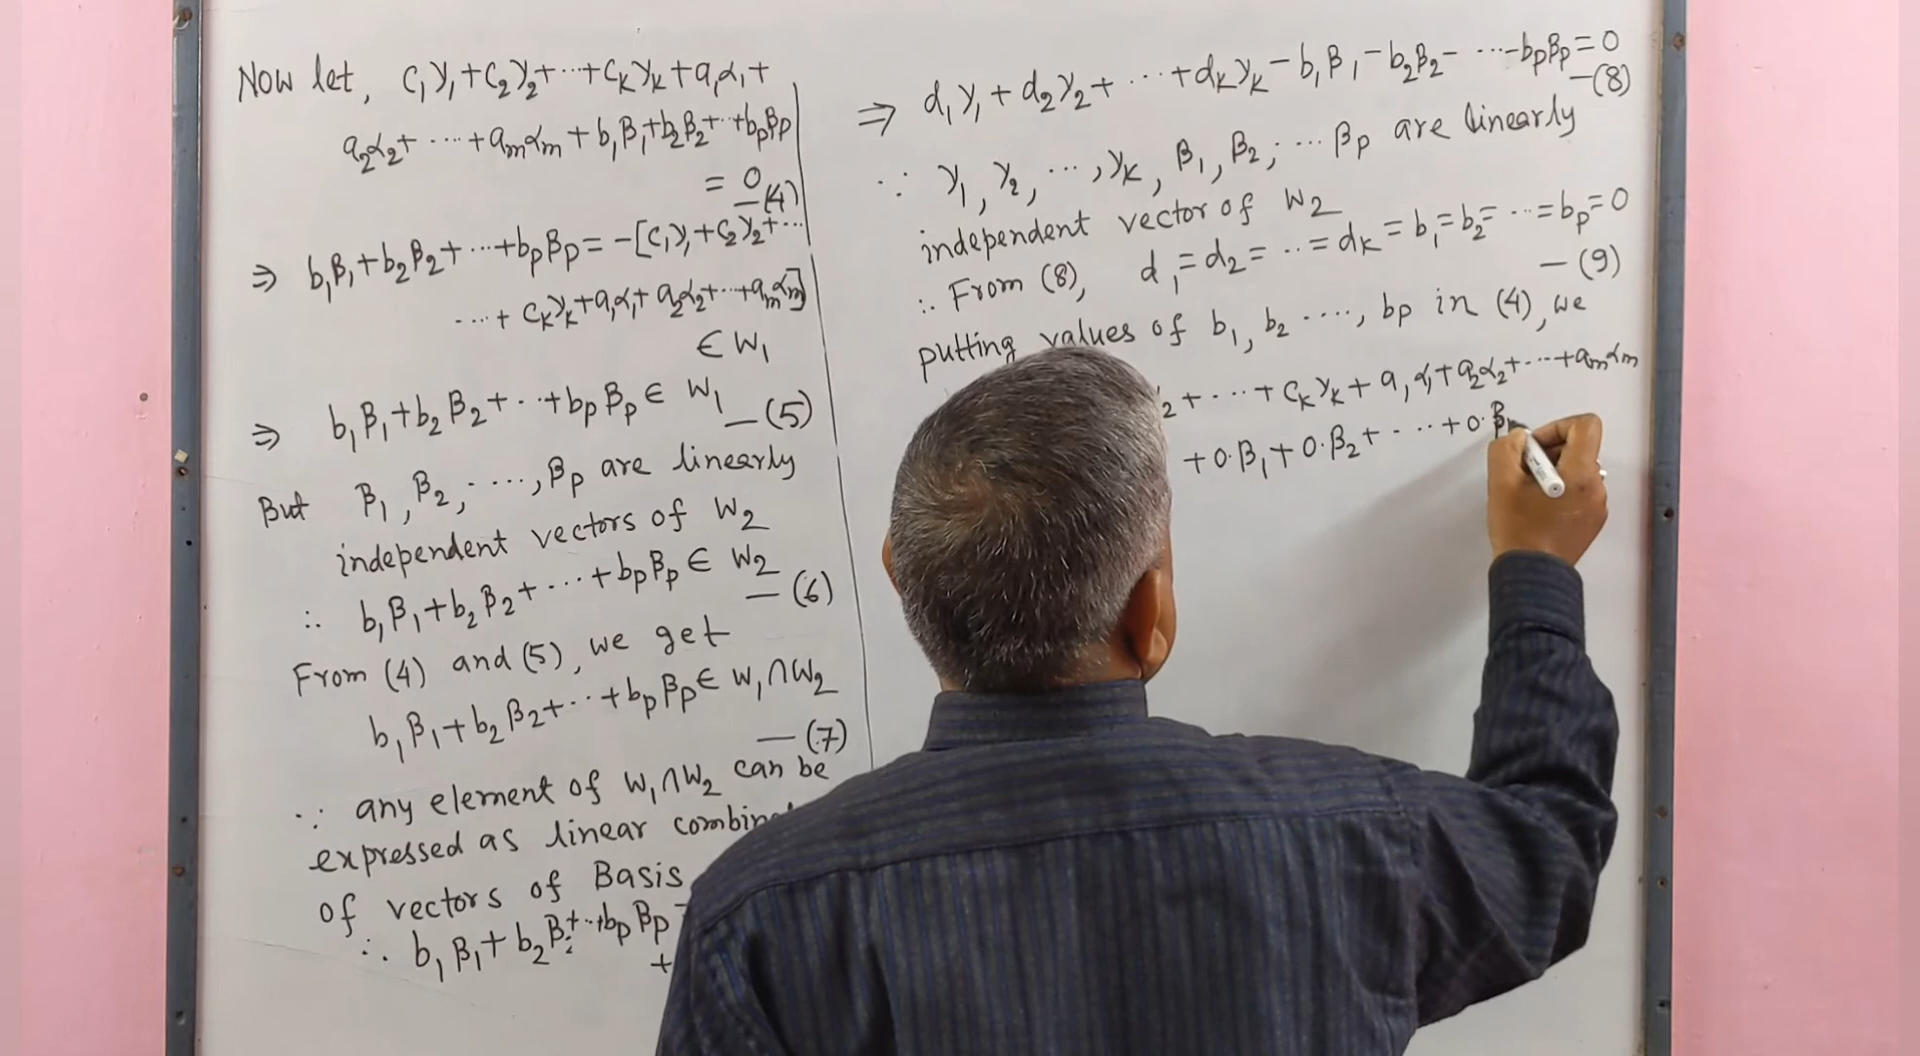 Now let, c₁γ₁+c₂γ₂+···+cₖγₖ+a₁α₁+
a₂α₂+ ····+aₘαₘ+b₁β₁+b₂β₂+··+bₚβₚ
= 0 —(4)
⇒ b₁β₁+b₂β₂+···+bₚβₚ= -[c₁γ₁+c₂γ₂+···
····+ cₖγₖ+a₁α₁+a₂α₂+···+aₘαₘ]
∈ W₁
⇒ b₁β₁+b₂β₂+···+bₚβₚ∈ W₁ —(5)
But β₁,β₂,····,βₚ are linearly
independent vectors of W₂
∴ b₁β₁+b₂β₂+····+bₚβₚ∈ W₂
—(6)
From (4) and (5), we get
b₁β₁+b₂β₂+···+bₚβₚ∈ W₁∩W₂
—(7)
∵ any element of W₁∩W₂ can be
expressed as linear
of vectors of Basis
∴ b₁β₁+b₂β₂+··+bₚβₚ
+
⇒ d₁γ₁+d₂γ₂+ ···+dₖγₖ-b₁β₁-b₂β₂- ···-bₚβₚ=0
—(8)
∵ γ₁,γ₂,···,γₖ,β₁,β₂,···βₚ are linearly
independent vector of W₂
∴ From (8), d₁=d₂=··=dₖ=b₁=b₂=···=bₚ=0
—(9)
putting values of b₁,b₂····,bₚ in (4), we
₂+···+cₖγₖ+a₁α₁+a₂α₂+···+aₘαₘ
+0·β₁+0·β₂+····+0·β